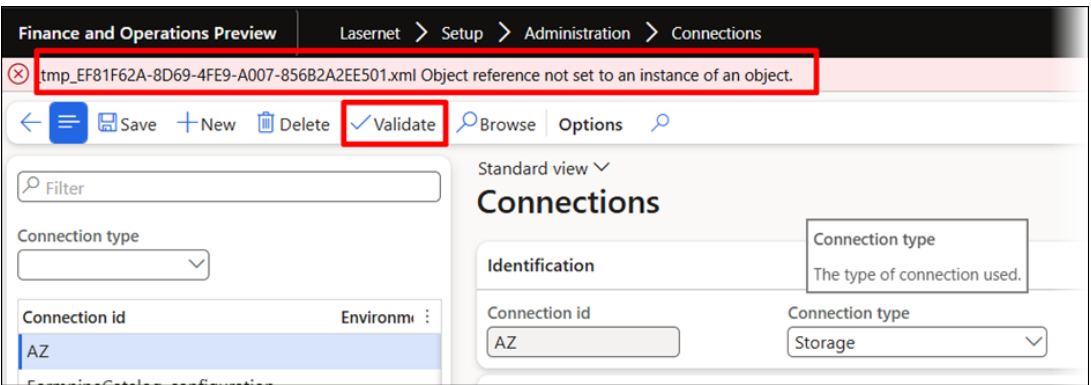 Finance and Operations Preview Lasernet > Setup > Administration > Connections
tmp_EF81F62A-8D69-4FE9-A007-856B2A2EE501.xml Object reference not set to an instance of an object.
Save New Delete Validate Browse Options
Standard view
Filter
Connections
Connection type
Connection type
The type of connection used.
Identification
Connection id Environme
Connection id Connection type
AZ Storage
AZ
FormpipeCatalog_configuration